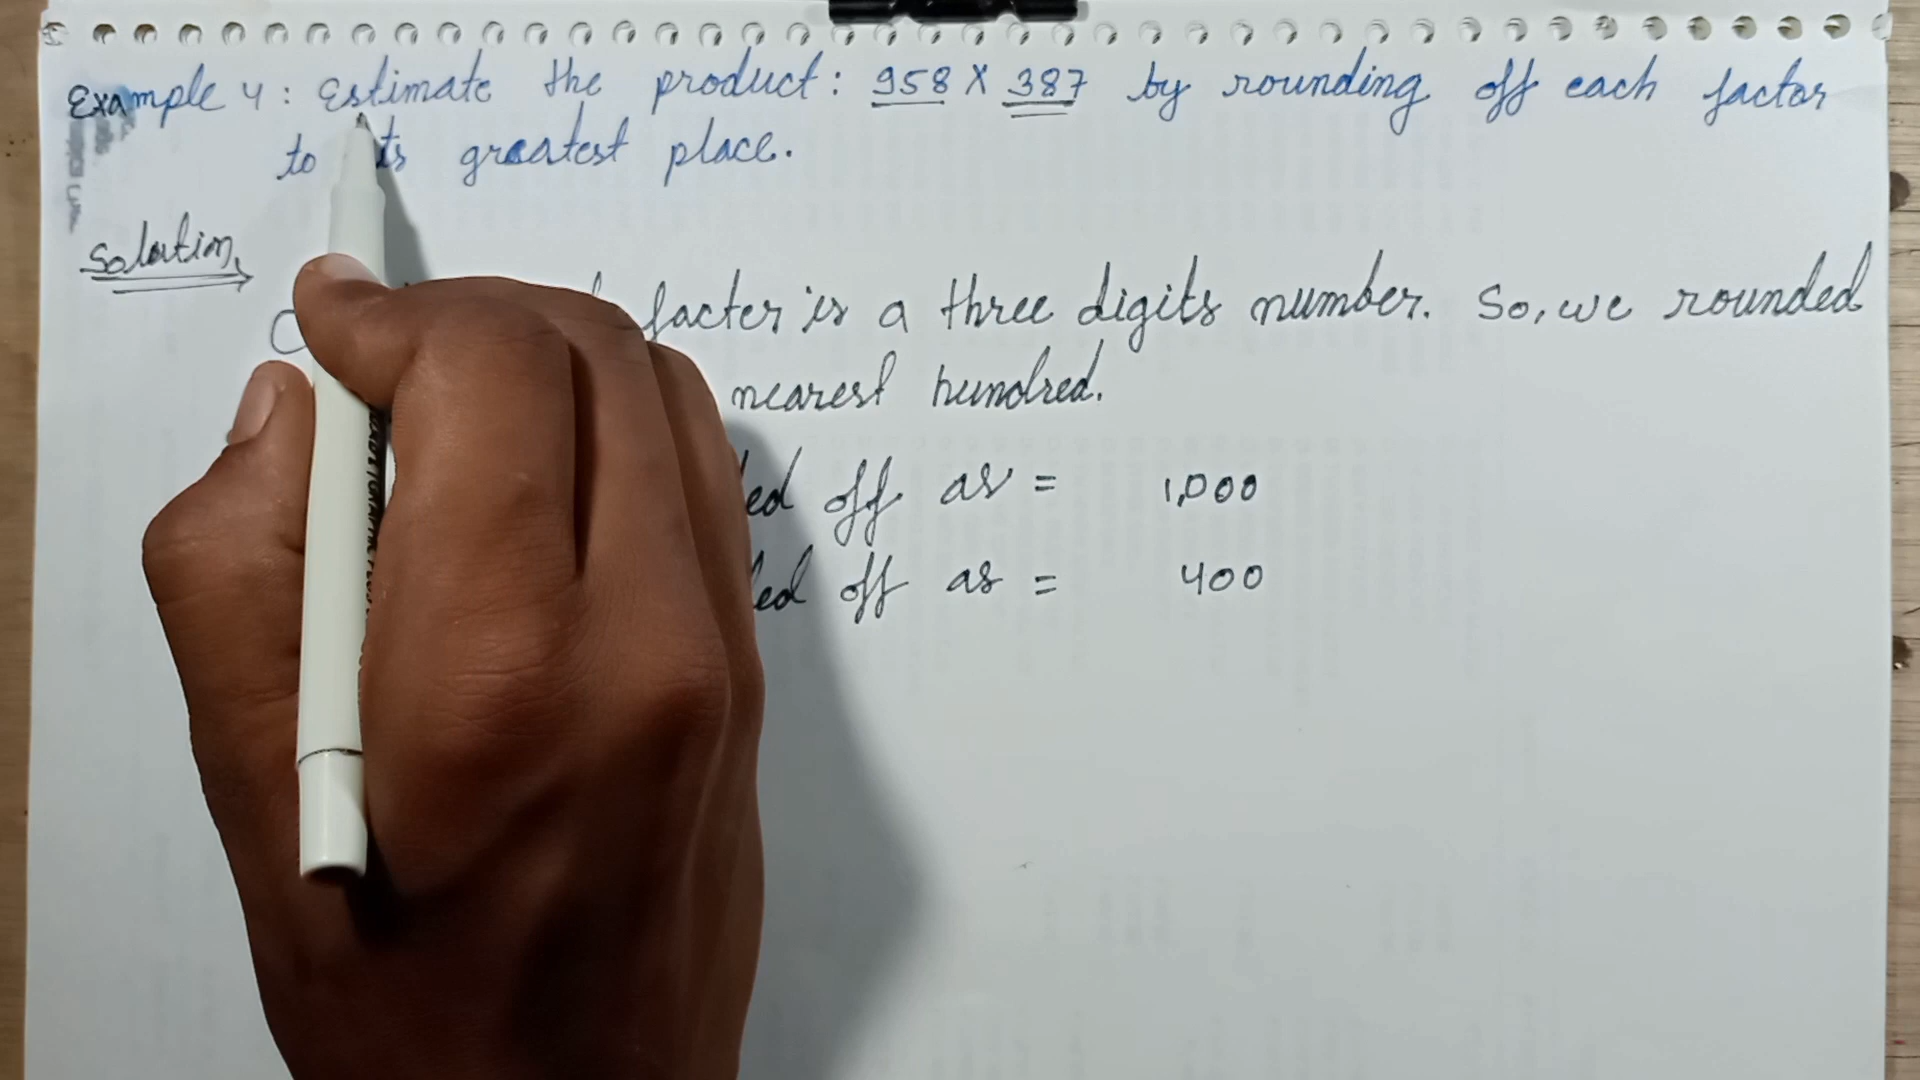 Example 4: Estimate the product: 958 X 387 by rounding off each factor
to its greatest place.
Solution
facter is a three digits number. So, we rounded
nearest hundred.
off as = 1,000
off as = 400